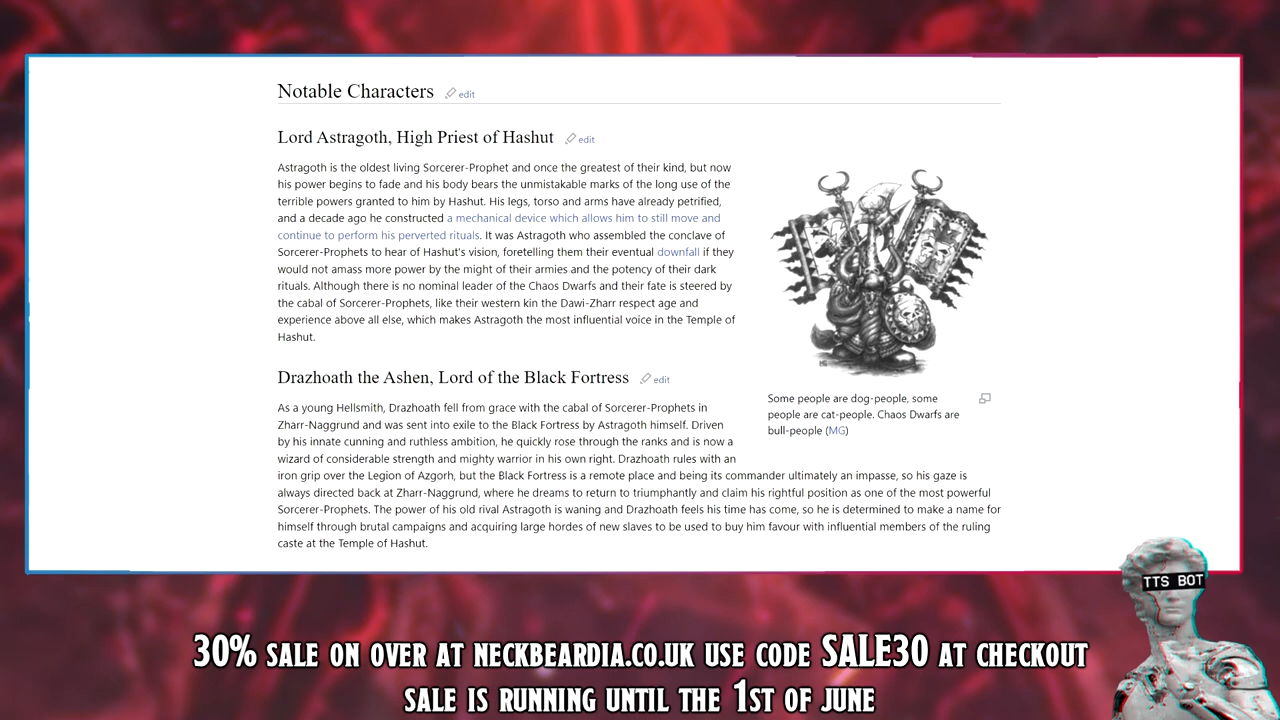 Notable Characters edit
Lord Astragoth, High Priest of Hashut edit
Astragoth is the oldest living Sorcerer-Prophet and once the greatest of their kind, but now
his power begins to fade and his body bears the unmistakable marks of the long use of the
terrible powers granted to him by Hashut. His legs, torso and arms have already petrified,
and a decade ago he constructed a mechanical device which allows him to still move and
continue to perform his perverted rituals. It was Astragoth who assembled the conclave of
Sorcerer-Prophets to hear of Hashut's vision, foretelling them their eventual downfall if they
would not amass more power by the might of their armies and the potency of their dark
rituals. Although there is no nominal leader of the Chaos Dwarfs and their fate is steered by
the cabal of Sorcerer-Prophets, like their western kin the Dawi-Zharr respect age and
experience above all else, which makes Astragoth the most influential voice in the Temple of
Hashut.
Some people are dog-people, some
people are cat-people. Chaos Dwarfs are
bull-people (MG)
Drazhoath the Ashen, Lord of the Black Fortress edit
As a young Hellsmith, Drazhoath fell from grace with the cabal of Sorcerer-Prophets in
Zharr-Naggrund and was sent into exile to the Black Fortress by Astragoth himself. Driven
by his innate cunning and ruthless ambition, he quickly rose through the ranks and is now a
wizard of considerable strength and mighty warrior in his own right. Drazhoath rules with an
iron grip over the Legion of Azgorh, but the Black Fortress is a remote place and being its commander ultimately an impasse, so his gaze is
always directed back at Zharr-Naggrund, where he dreams to return to triumphantly and claim his rightful position as one of the most powerful
Sorcerer-Prophets. The power of his old rival Astragoth is waning and Drazhoath feels his time has come, so he is determined to make a name for
himself through brutal campaigns and acquiring large hordes of new slaves to be used to buy him favour with influential members of the ruling
caste at the Temple of Hashut.
TTS BOT
30% SALE ON OVER AT NECKBEARDIA.CO.UK USE CODE SALE30 AT CHECKOUT
SALE IS RUNNING UNTIL THE 1ST OF JUNE